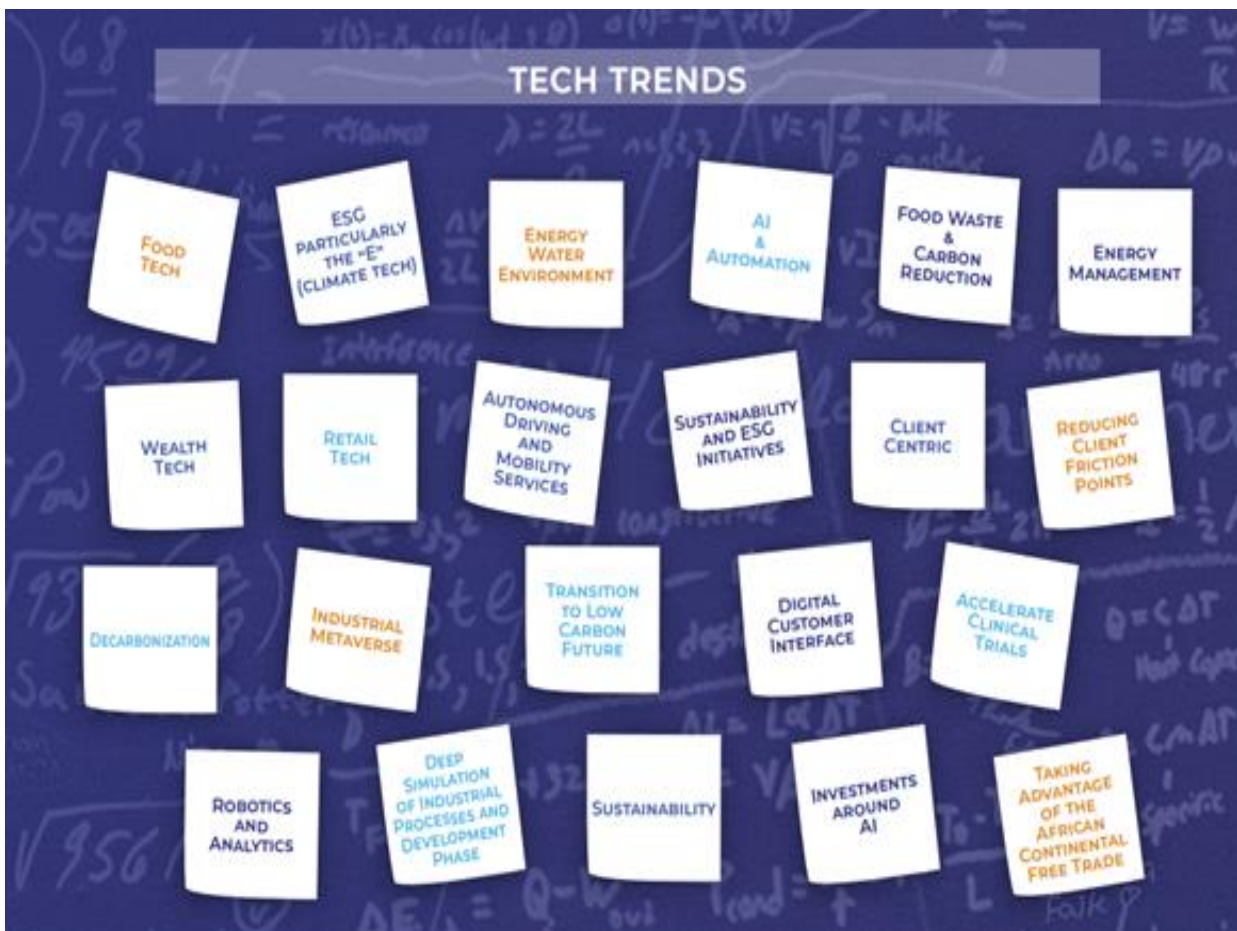 TECH TRENDS
FOOD
TECH
ESG
PARTICULARLY
THE "E"
(CLIMATE TECH)
ENERGY
WATER
ENVIRONMENT
AI
&
AUTOMATION
FOOD WASTE
&
CARBON
REDUCTION
ENERGY
MANAGEMENT
WEALTH
TECH
RETAIL
TECH
AUTONOMOUS
DRIVING
AND
MOBILITY
SERVICES
SUSTAINABILITY
AND ESG
INITIATIVES
CLIENT
CENTRIC
REDUCING
CLIENT
FRICTION
POINTS
DECARBONIZATION
INDUSTRIAL
METAVERSE
TRANSITION
TO LOW
CARBON
FUTURE
DIGITAL
CUSTOMER
INTERFACE
ACCELERATE
CLINICAL
TRIALS
ROBOTICS
AND
ANALYTICS
DEEP
SIMULATION
OF INDUSTRIAL
PROCESSES AND
DEVELOPMENT
PHASE
SUSTAINABILITY
INVESTMENTS
AROUND
AI
TAKING
ADVANTAGE
OF THE
AFRICAN
CONTINENTAL
FREE TRADE